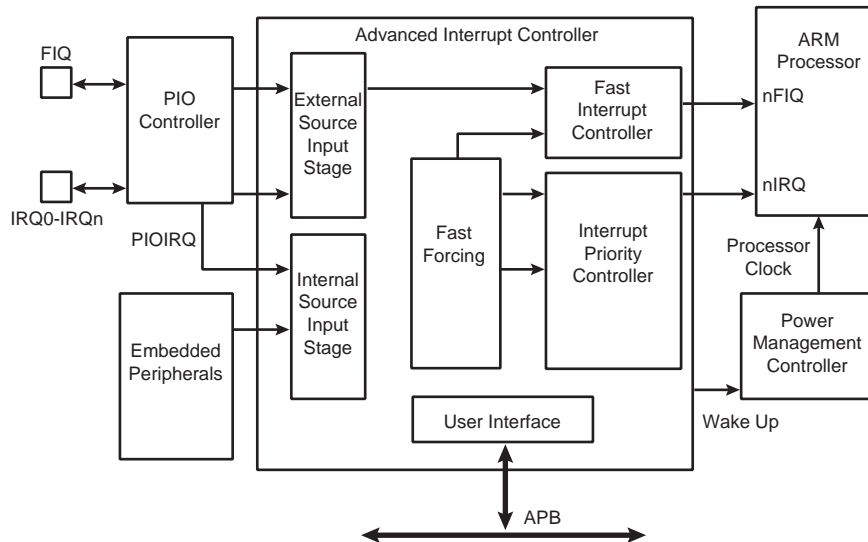 Advanced Interrupt Controller
ARM
Processor
FIQ
PIO
Controller
External
Source
Input
Stage
Fast
Interrupt
Controller
nFIQ
IRQ0-IRQn
PIOIRQ
Fast
Forcing
Interrupt
Priority
Controller
nIRQ
Processor
Clock
Internal
Source
Input
Stage
Embedded
Peripherals
Power
Management
Controller
User Interface
Wake Up
APB